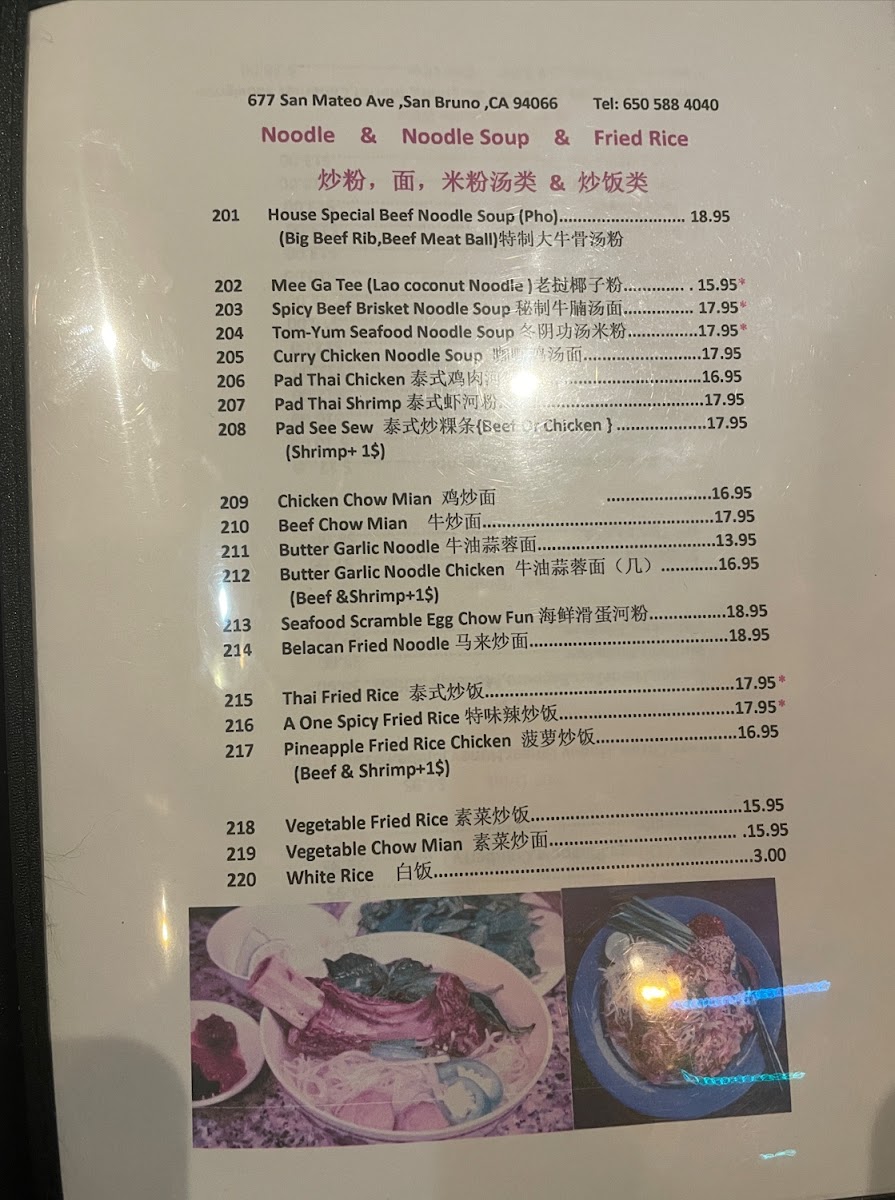 677 San Mateo Ave ,San Bruno ,CA 94066 Tel: 650 588 4040
Noodle & Noodle Soup & Fried Rice
炒粉，面，米粉汤类 & 炒饭类
201 House Special Beef Noodle Soup (Pho)........................... 18.95
(Big Beef Rib,Beef Meat Ball)特制大牛骨汤粉
202 Mee Ga Tee (Lao coconut Noodle )老挝椰子粉............. . 15.95*
203 Spicy Beef Brisket Noodle Soup 秘制牛腩汤面............... 17.95*
204 Tom-Yum Seafood Noodle Soup 冬阴功汤米粉...............17.95*
205 Curry Chicken Noodle Soup 汤面.........................17.95
206 Pad Thai Chicken 泰式鸡肉..............................16.95
207 Pad Thai Shrimp 泰式虾河粉..............................17.95
208 Pad See Sew 泰式炒粿条{Beef Or Chicken } ...................17.95
(Shrimp+ 1$)
209 Chicken Chow Mian 鸡炒面 ......................16.95
210 Beef Chow Mian 牛炒面.................................................17.95
211 Butter Garlic Noodle 牛油蒜蓉面.....................................13.95
212 Butter Garlic Noodle Chicken 牛油蒜蓉面（几）............16.95
(Beef &Shrimp+1$)
213 Seafood Scramble Egg Chow Fun 海鲜滑蛋河粉................18.95
214 Belacan Fried Noodle 马来炒面..........................................18.95
215 Thai Fried Rice 泰式炒饭.....................................................17.95*
216 A One Spicy Fried Rice 特味辣炒饭.....................................17.95*
217 Pineapple Fried Rice Chicken 菠萝炒饭..............................16.95
(Beef & Shrimp+1$)
218 Vegetable Fried Rice 素菜炒饭.............................................15.95
219 Vegetable Chow Mian 素菜炒面........................................ .15.95
220 White Rice 白饭....................................................................3.00